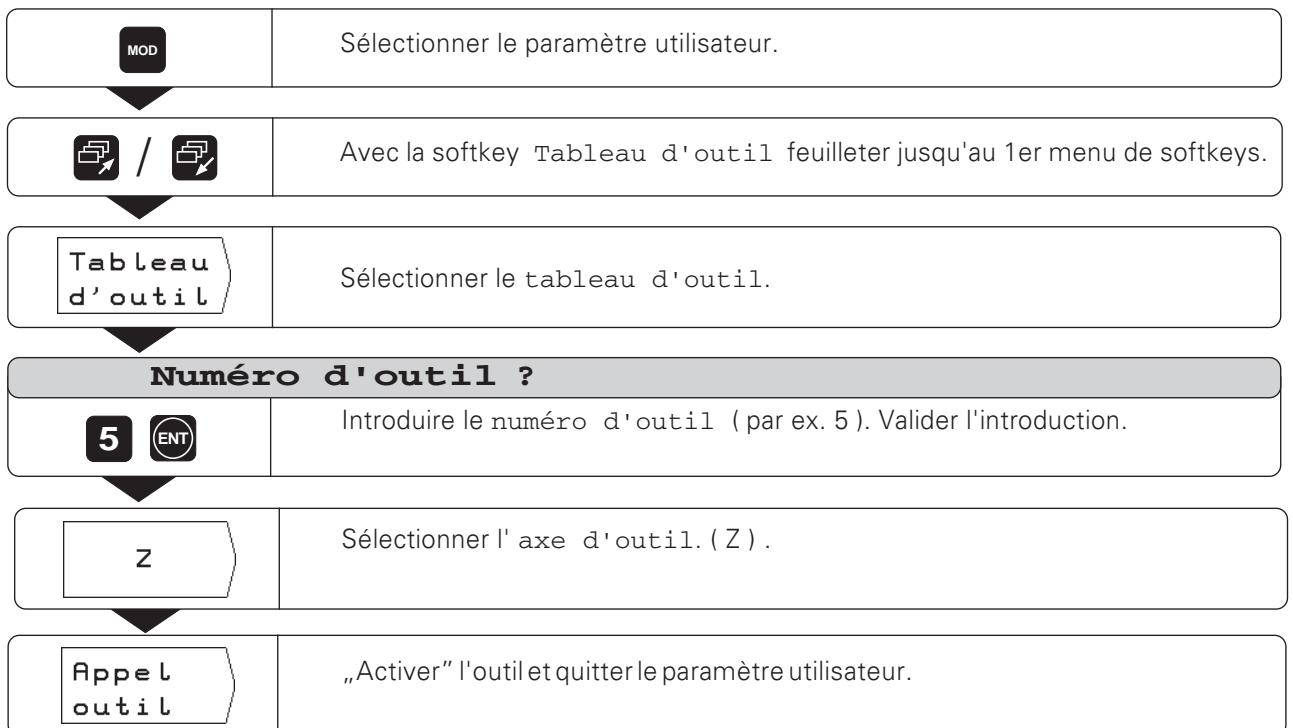 MOD
Sélectionner le paramètre utilisateur.
/
Avec la softkey Tableau d'outil feuilleter jusqu'au 1er menu de softkeys.
Tableau
d'outil
Sélectionner le tableau d'outil.
Numéro d'outil ?
5 ENT
Introduire le numéro d'outil ( par ex. 5 ). Valider l'introduction.
Z
Sélectionner l' axe d'outil. ( Z ) .
Appel
outil
„Activer” l'outil et quitter le paramètre utilisateur.